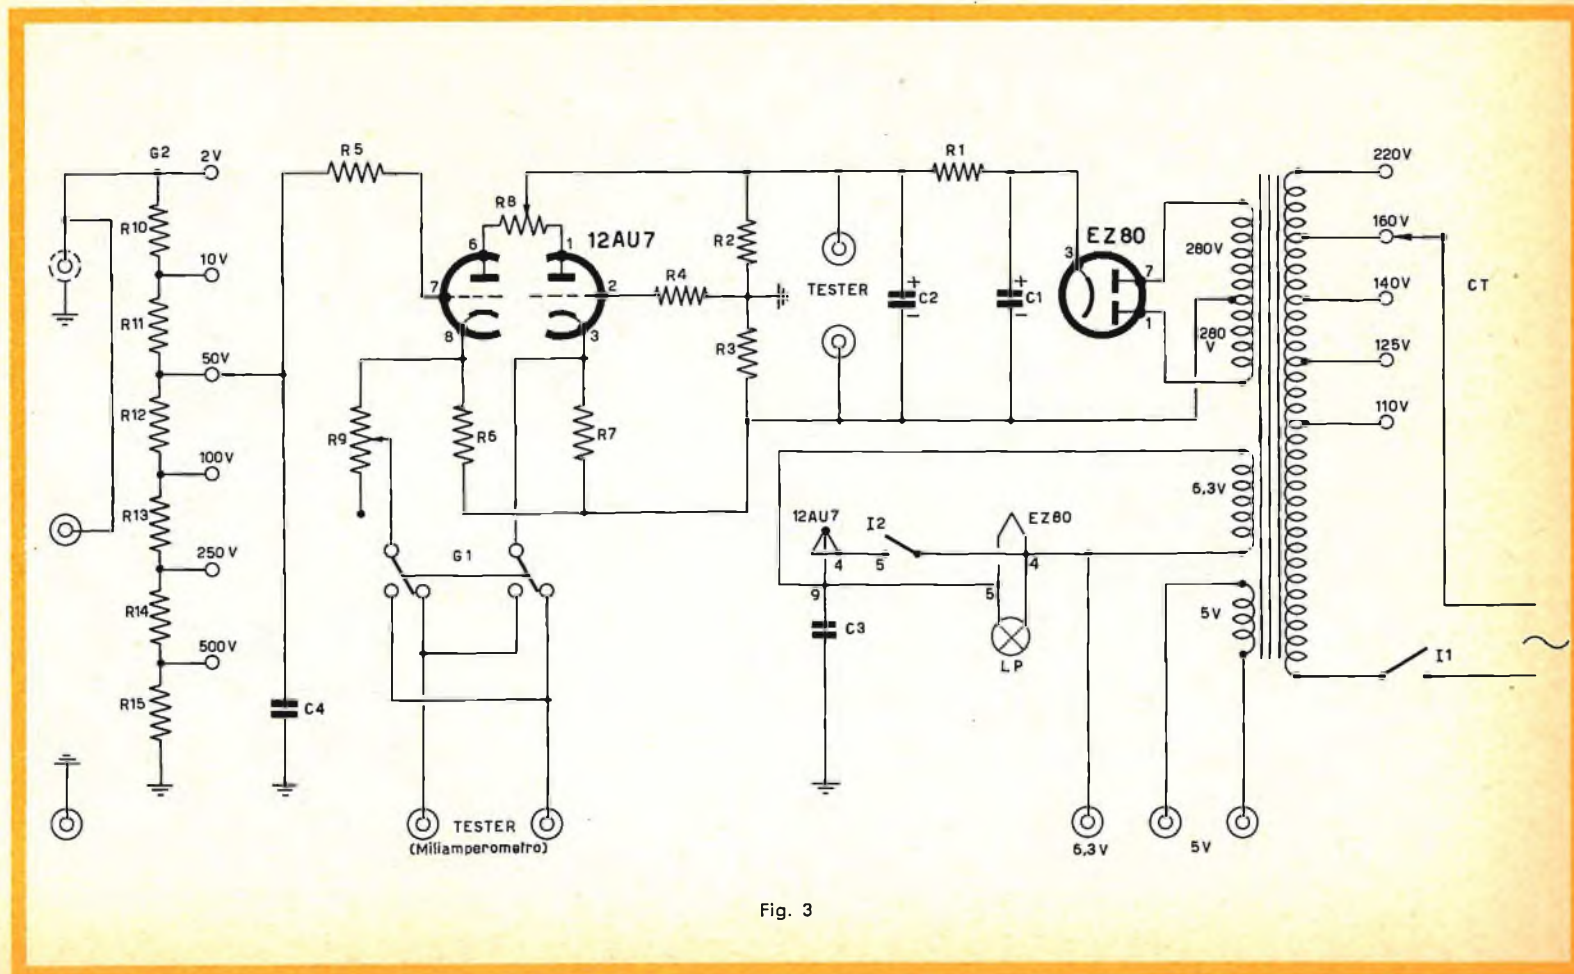 G2
2V
R5
R1
220V
R10
R8
12AU7
R2
EZ80
160V
6
1
3
7
280V
10V
7
2
R4
TESTER
C2
+
−
+
C1
−
140V
CT
R11
8
3
R3
1
280
V
125V
50V
R12
R9
R6
R7
110V
100V
6,3V
R13
12AU7
I2
EZ80
250V
G1
4
5
4
9
5
R14
C3
5V
500V
LP
I1
R15
C4
TESTER
(Miliamperometro)
6,3V
5V
Fig. 3